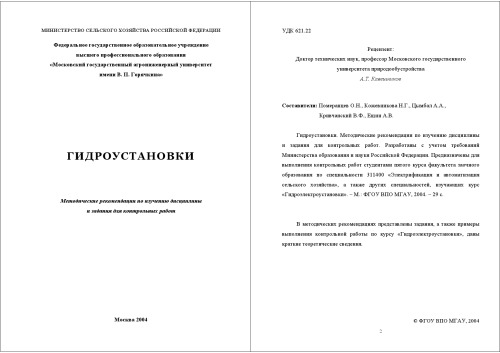 МИНИСТЕРСТВО СЕЛЬСКОГО ХОЗЯЙСТВА РОССИЙСКОЙ ФЕДЕРАЦИИ
Федеральное государственное образовательное учреждение
высшего профессионального образования
«Московский государственный агроинженерный университет
имени В. П. Горячкина»
ГИДРОУСТАНОВКИ
Методические рекомендации по изучению дисциплины
и задания для контрольных работ
Москва 2004
УДК 621.22
Рецензент:
Доктор технических наук, профессор Московского государственного
университета природообустройства
А.Т.
Составители: Померанцев О.Н., Кожевникова Н.Г., Цымбал А.А.,
Кривчанский В.Ф., Ещин А.В.
Гидроустановки. Методические рекомендации по изучению дисциплины
и задания для контрольных работ. Разработаны с учетом требований
Министерства образования и науки Российской Федерации. Предназначены для
выполнения контрольных работ студентами пятого курса факультета заочного
образования по специальности 311400 «Электрификация и автоматизация
сельского хозяйства», а также других специальностей, изучающих курс
«Гидроэлектроустановки». – М.: ФГОУ ВПО МГАУ, 2004. – 29 с.
В методических рекомендациях представлены задания, а также примеры
выполнения контрольной работы по курсу «Гидроэлектроустановки», даны
краткие теоретические сведения.
© ФГОУ ВПО МГАУ, 2004
2